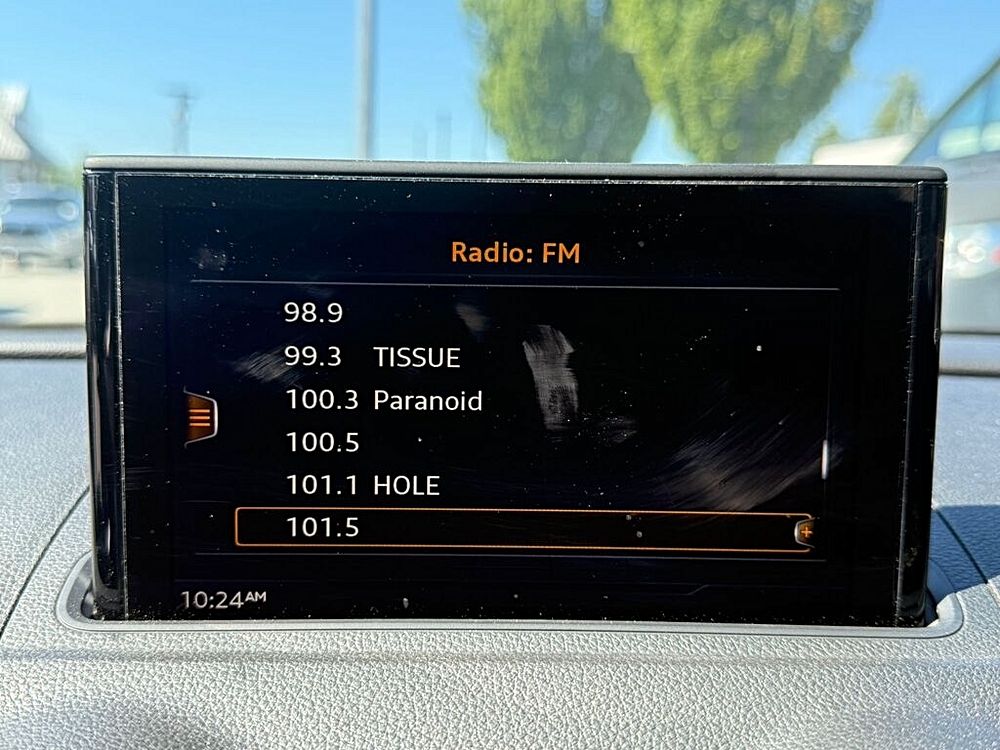 Radio: FM
98.9
99.3 TISSUE
100.3 Paranoid
100.5
101.1 HOLE
101.5
10:24AM